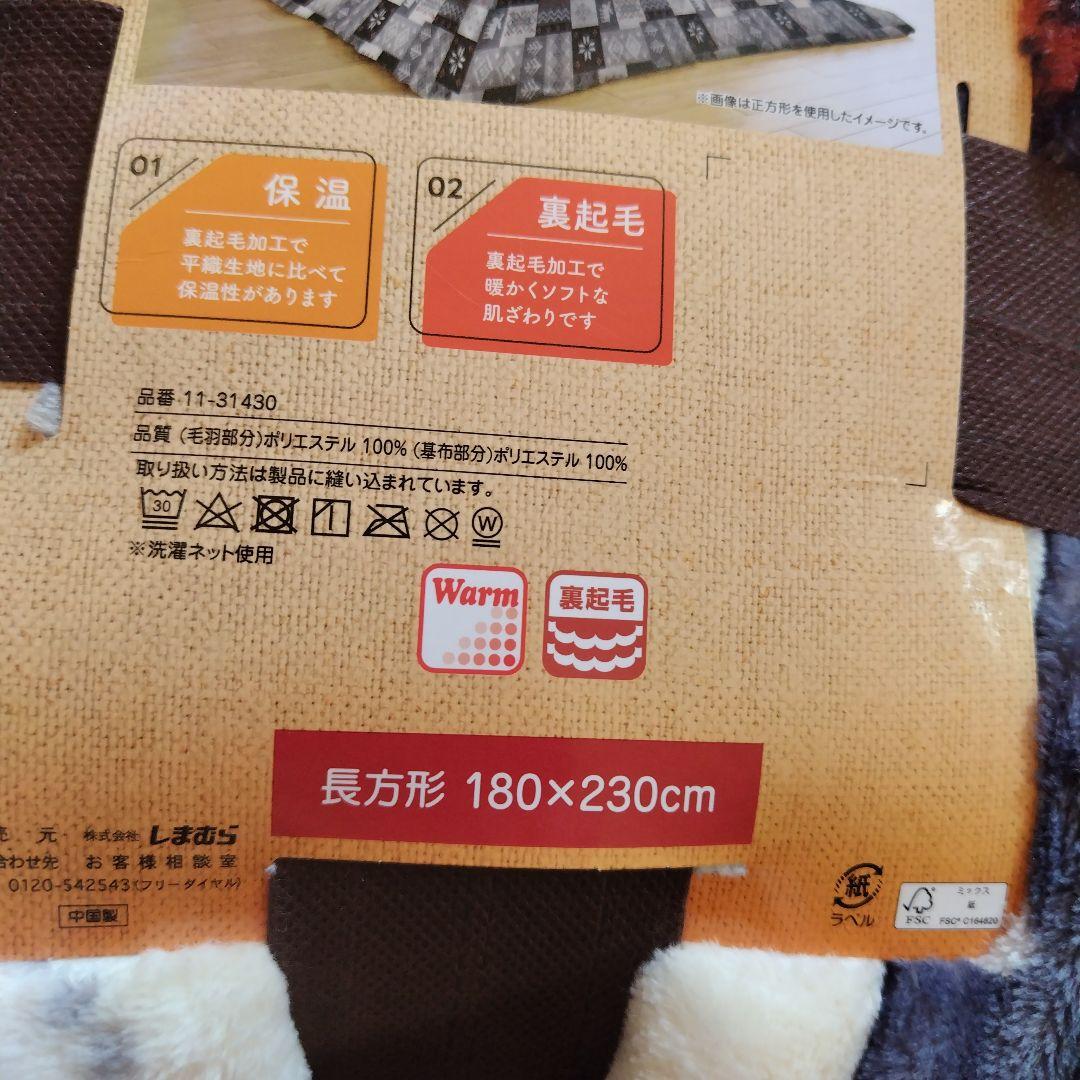 ※画像は正方形を使用したイメージです。
01
保温
裏起毛加工で
平織生地に比べて
保温性があります
02
裏起毛
裏起毛加工で
暖かくソフトな
肌ざわりです
品番 11-31430
品質 (毛羽部分)ポリエステル 100% (基布部分)ポリエステル 100%
取り扱い方法は製品に縫い込まれています。
30
W
※洗濯ネット使用
Warm
裏起毛
長方形 180×230cm
元 株式会社 しまむら
合わせ先 お客様相談室
0120-542543(フリーダイヤル)
中国製
紙
ラベル
FSC
ミックス
紙
FSC® C164620